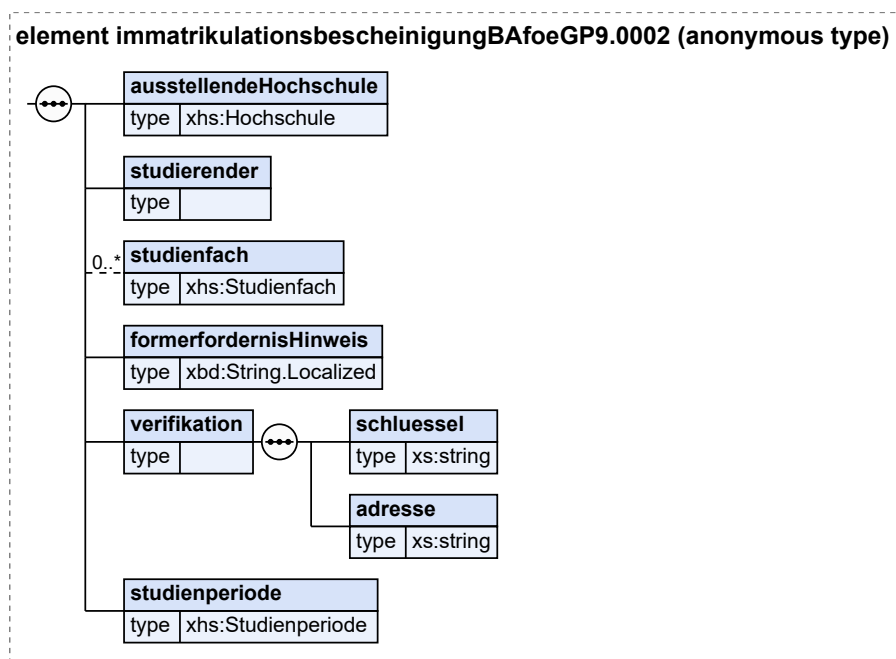 element immatrikulationsbescheinigungBAfoeGP9.0002 (anonymous type)
ausstellendeHochschule
type xhs:Hochschule
studierender
type
0..* studienfach
type xhs:Studienfach
formerfordernisHinweis
type xbd:String.Localized
verifikation schluessel
type type xs:string
adresse
type xs:string
studienperiode
type xhs:Studienperiode